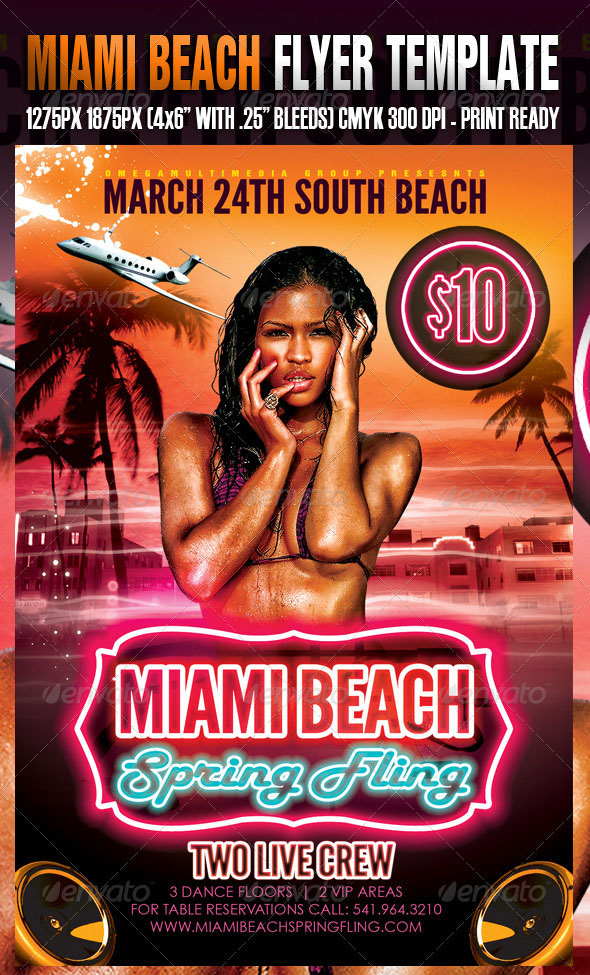 MIAMI BEACH FLYER TEMPLATE
1275PX 1875PX (4x6" WITH .25" BLEEDS) CMYK 300 DPI - PRINT READY
OMEGAMULTIMEDIA GROUP PRESESNTS
MARCH 24TH SOUTH BEACH
$10
MIAMI BEACH
Spring Fling
TWO LIVE CREW
3 DANCE FLOORS | 2 VIP AREAS
FOR TABLE RESERVATIONS CALL: 541.964.3210
WWW.MIAMIBEACHSPRINGFLING.COM
envato